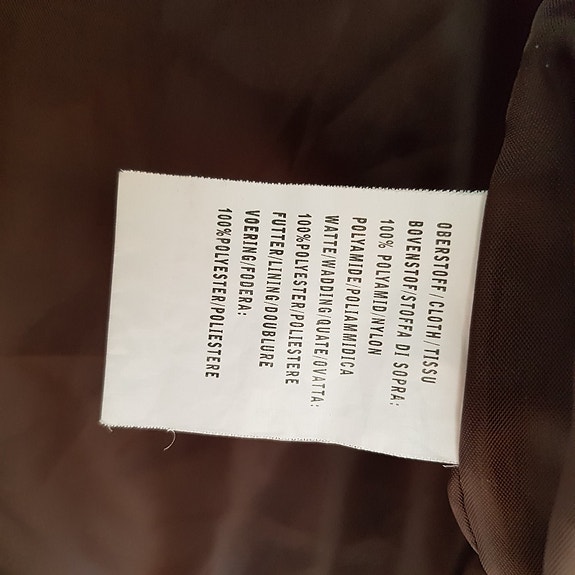 OBERSTOFF/CLOTH/TISSU
BOVENSTOF/STOFFA DI SOPRA:
100% POLYAMID/NYLON
POLYAMIDE/POLIAMMIDICA
WATTE/WADDING/QUATE/OVATTA:
100%POLYESTER/POLIESTERE
FUTTER/LINING/DOUBLURE
VOERING/FODERA:
100%POLYESTER/POLIESTERE